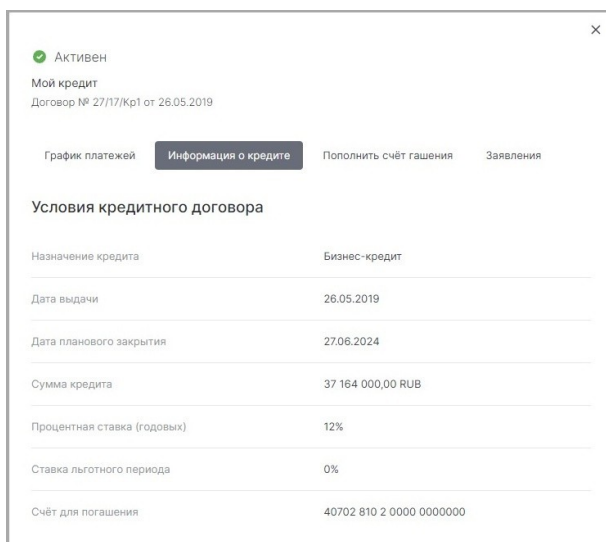 Активен
Мой кредит
Договор № 27/17/Кр1 от 26.05.2019
График платежей Информация о кредите Пополнить счёт гашения Заявления
Условия кредитного договора
Назначение кредита Бизнес-кредит
Дата выдачи 26.05.2019
Дата планового закрытия 27.06.2024
Сумма кредита 37 164 000,00 RUB
Процентная ставка (годовых) 12%
Ставка льготного периода 0%
Счёт для погашения 40702 810 2 0000 0000000